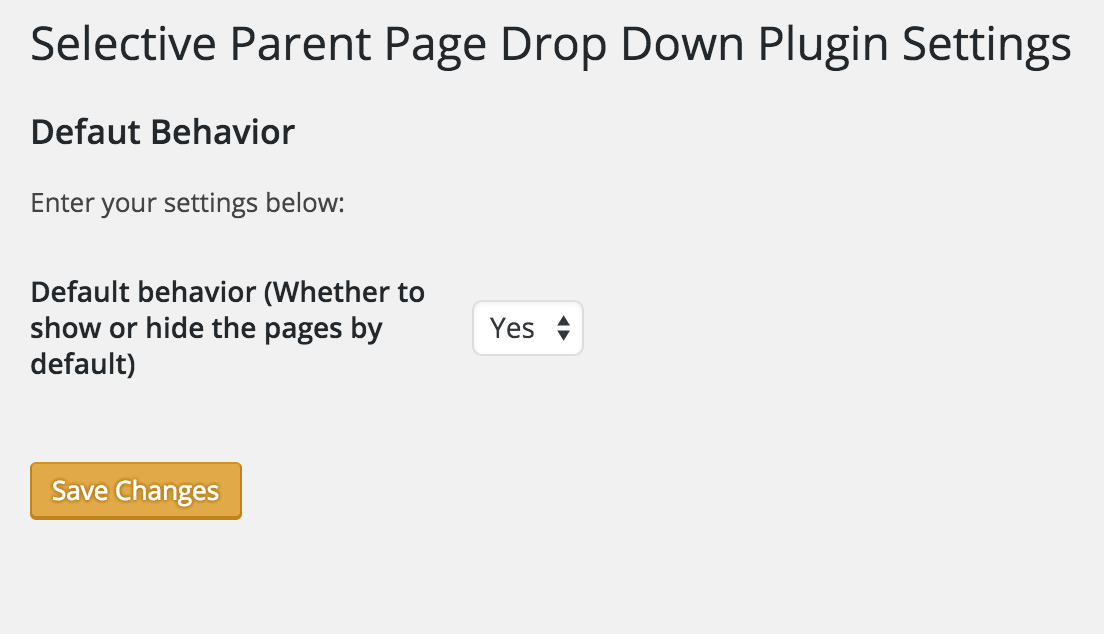 Selective Parent Page Drop Down Plugin Settings
Defaut Behavior
Enter your settings below:
Default behavior (Whether to
show or hide the pages by
default)
Yes
Save Changes